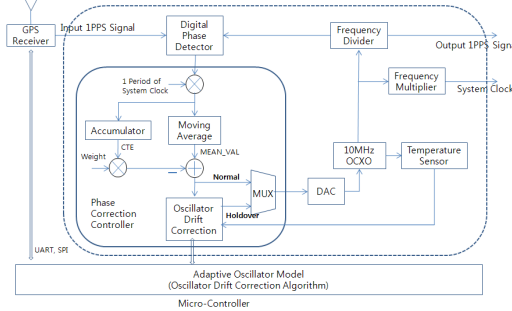 GPS
Receiver
Input 1PPS Signal
Digital
Phase
Detector
Frequency
Divider
Output 1PPS Signa
Frequency
Multiplier
System Clock
1 Period of
System Clock
Accumulator
Moving
Average
CTE
MEAN_VAL
Weight
10MHz
OCXO
Temperature
Sensor
Normal
MUX
DAC
Phase
Correction
Controller
Oscillator
Drift
Correction
Holdover
UART, SPI
Adaptive Oscillator Model
(Oscillator Drift Correction Algorithm)
Micro-Controller